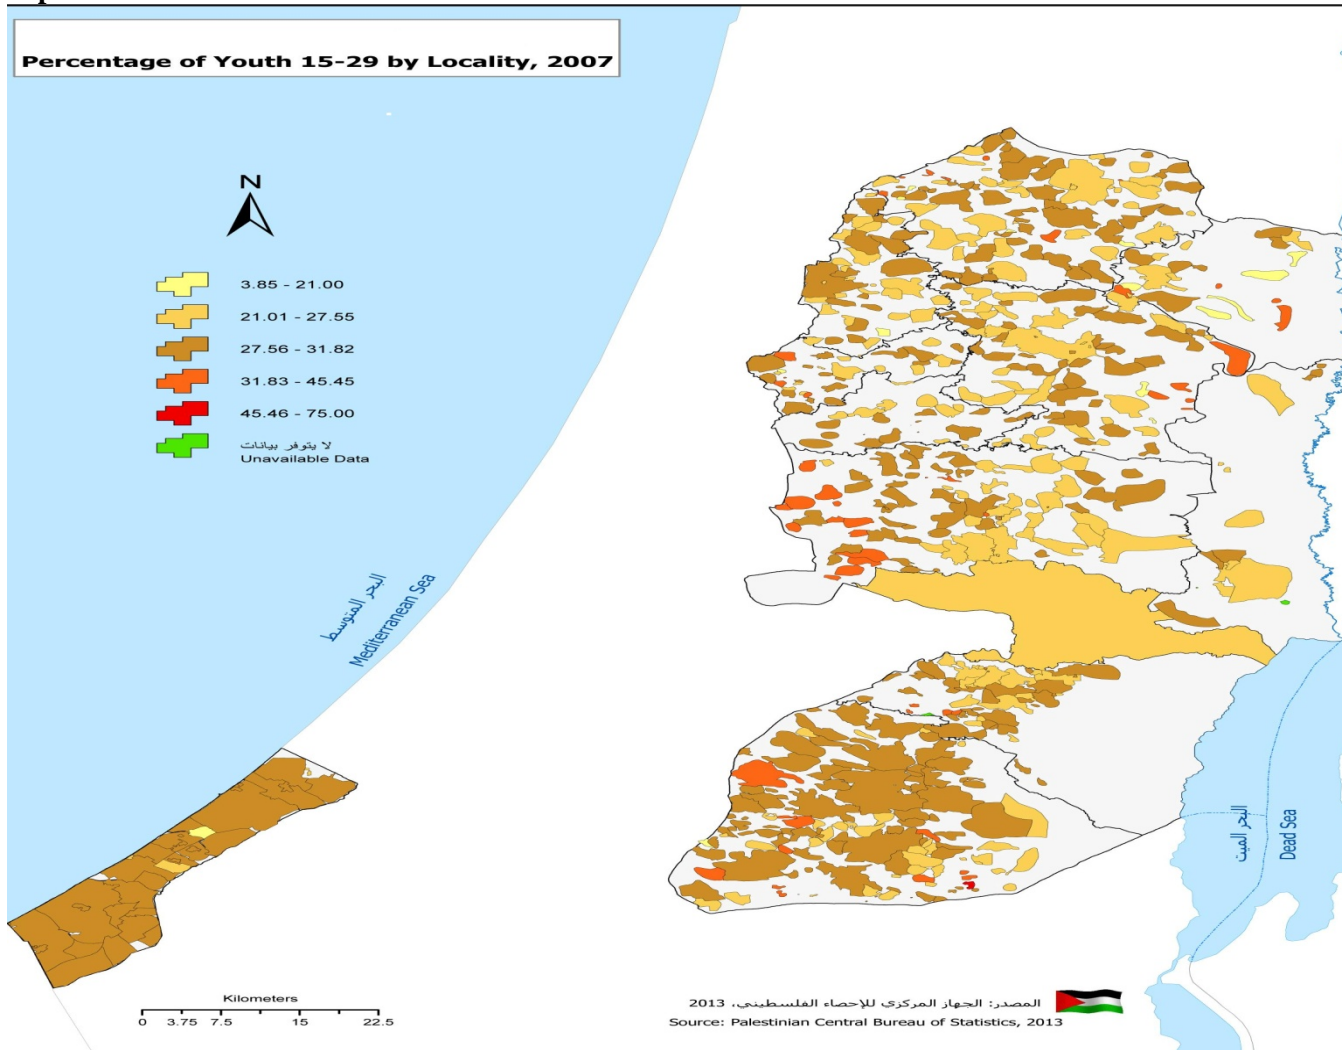 Percentage of Youth 15-29 by Locality, 2007
N
3.85 - 21.00
21.01 - 27.55
27.56 - 31.82
31.83 - 45.45
45.46 - 75.00
لا يتوفر بيانات
Unavailable Data
البحر المتوسط
Mediterranean Sea
البحر الميت
Dead Sea
Kilometers
0 3.75 7.5 15 22.5
المصدر: الجهاز المركزي للإحصاء الفلسطيني، 2013
Source: Palestinian Central Bureau of Statistics, 2013